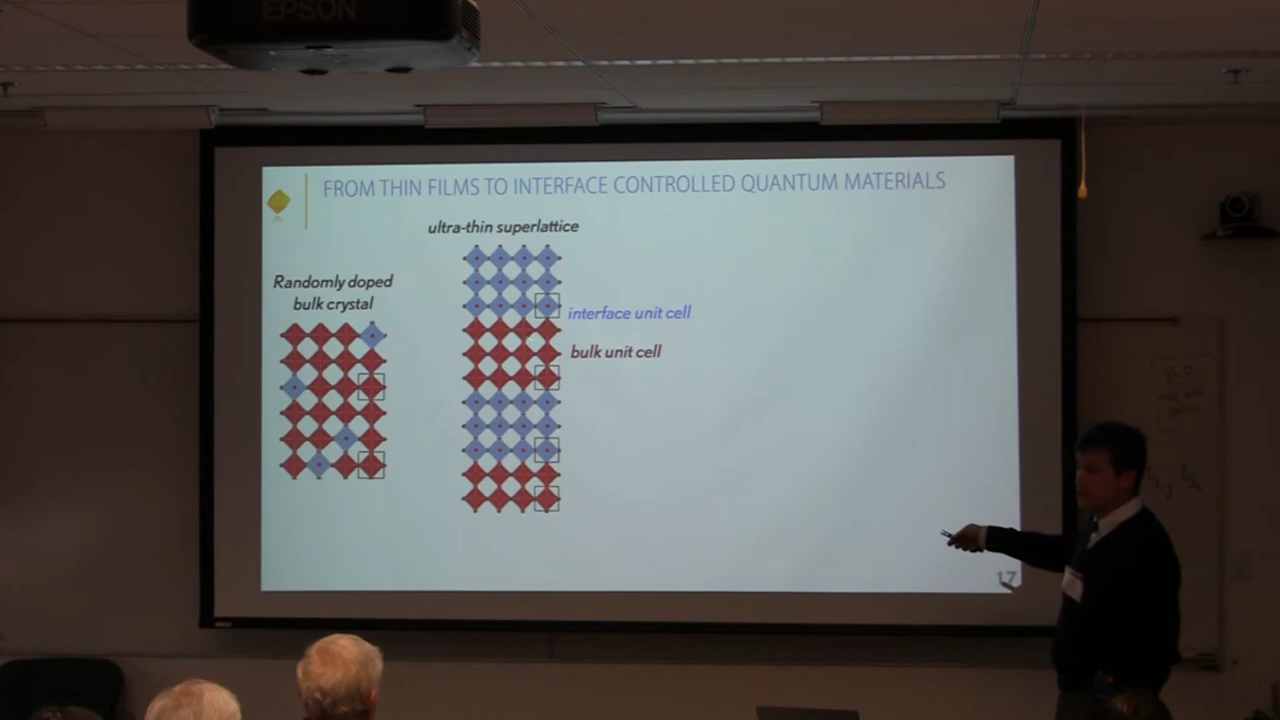 EPSON
FROM THIN FILMS TO INTERFACE CONTROLLED QUANTUM MATERIALS
ultra-thin superlattice
Randomly doped
bulk crystal
interface unit cell
bulk unit cell
17